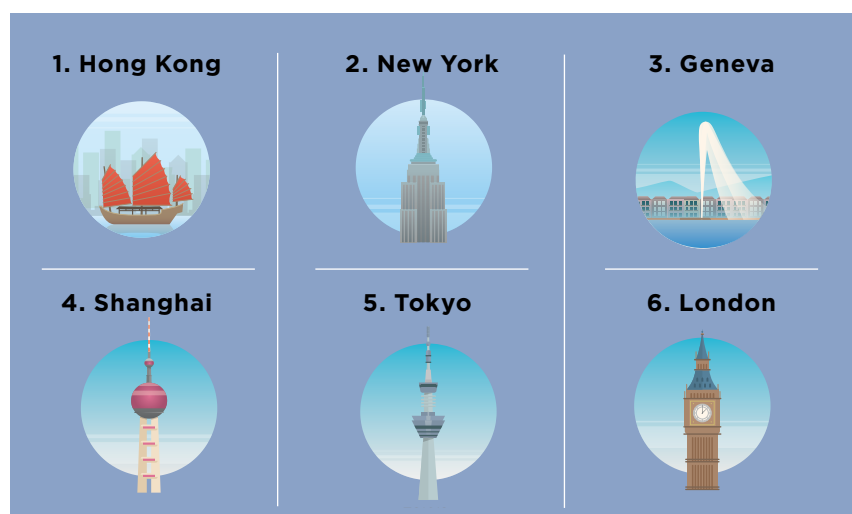 1. Hong Kong
2. New York
3. Geneva
4. Shanghai
5. Tokyo
6. London